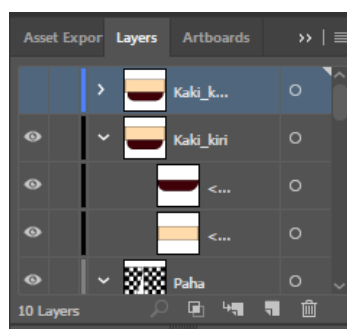 Asset Expor Layers Artboards
Kaki_k...
Kaki_kiri
<...
<...
Paha
10 Layers